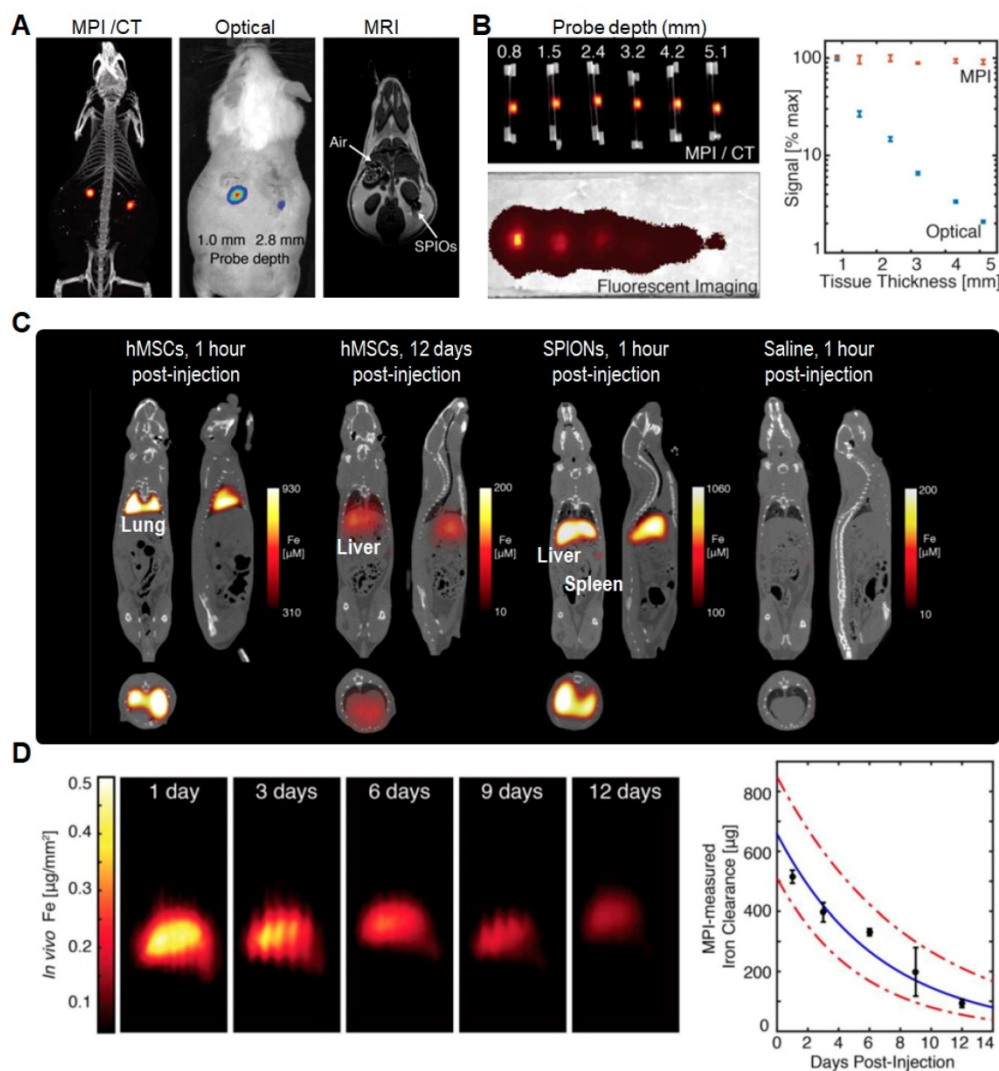 A
MPI /CT
Optical
MRI
Air
SPIOs
1.0 mm 2.8 mm
Probe depth
B
Probe depth (mm)
0.8 1.5 2.4 3.2 4.2 5.1
MPI / CT
Fluorescent Imaging
Signal [% max]
100
10
1
MPI
Optical
1 2 3 4 5
Tissue Thickness [mm]
C
hMSCs, 1 hour
post-injection
Lung
930
Fe
[µM]
310
hMSCs, 12 days
post-injection
Liver
200
Fe
[µM]
10
SPIONs, 1 hour
post-injection
Liver
Spleen
1060
Fe
[µM]
100
Saline, 1 hour
post-injection
200
Fe
[µM]
10
D
In vivo Fe [µg/mm²]
0.5
0.4
0.3
0.2
0.1
1 day
3 days
6 days
9 days
12 days
MPI-measured
Iron Clearance [µg]
800
600
400
200
0
0 2 4 6 8 10 12 14
Days Post-Injection